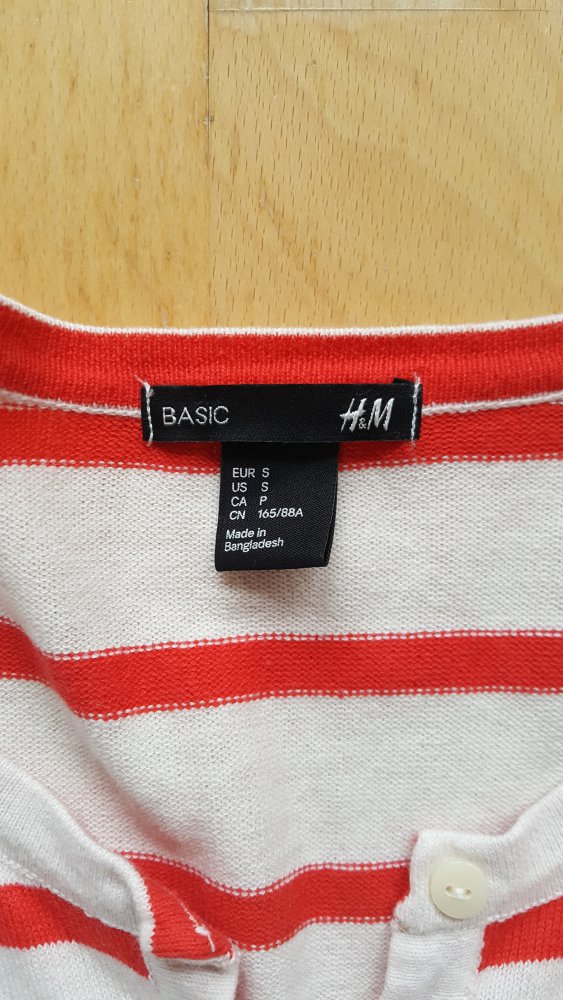 BASIC H&M
EUR S
US S
CA P
CN 165/88A
Made in
Bangladesh